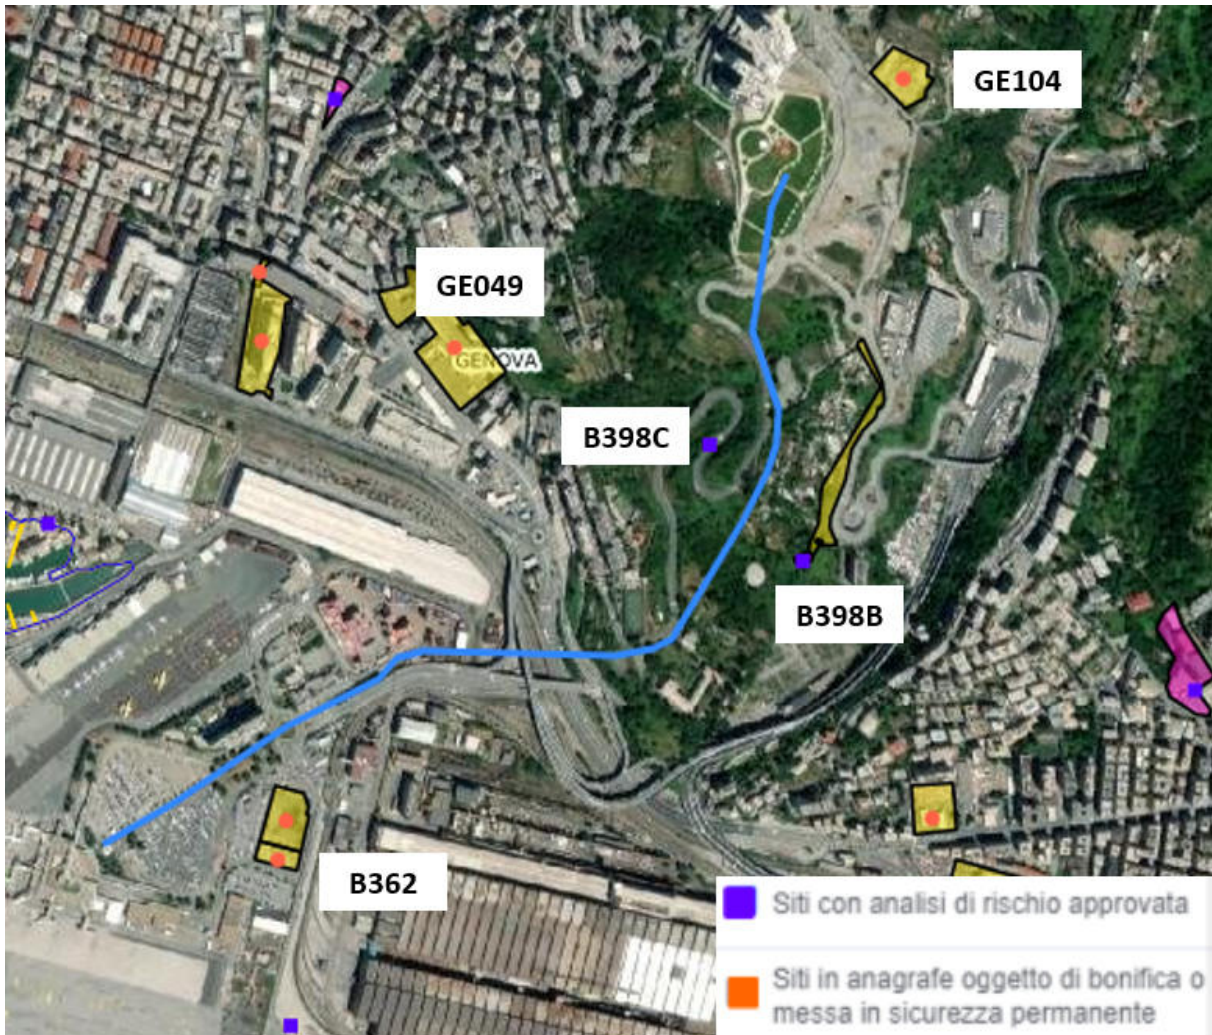 GE104
GE049
GENOVA
B398C
B398B
B362
Siti con analisi di rischio approvata
Siti in anagrafe oggetto di bonifica o
messa in sicurezza permanente